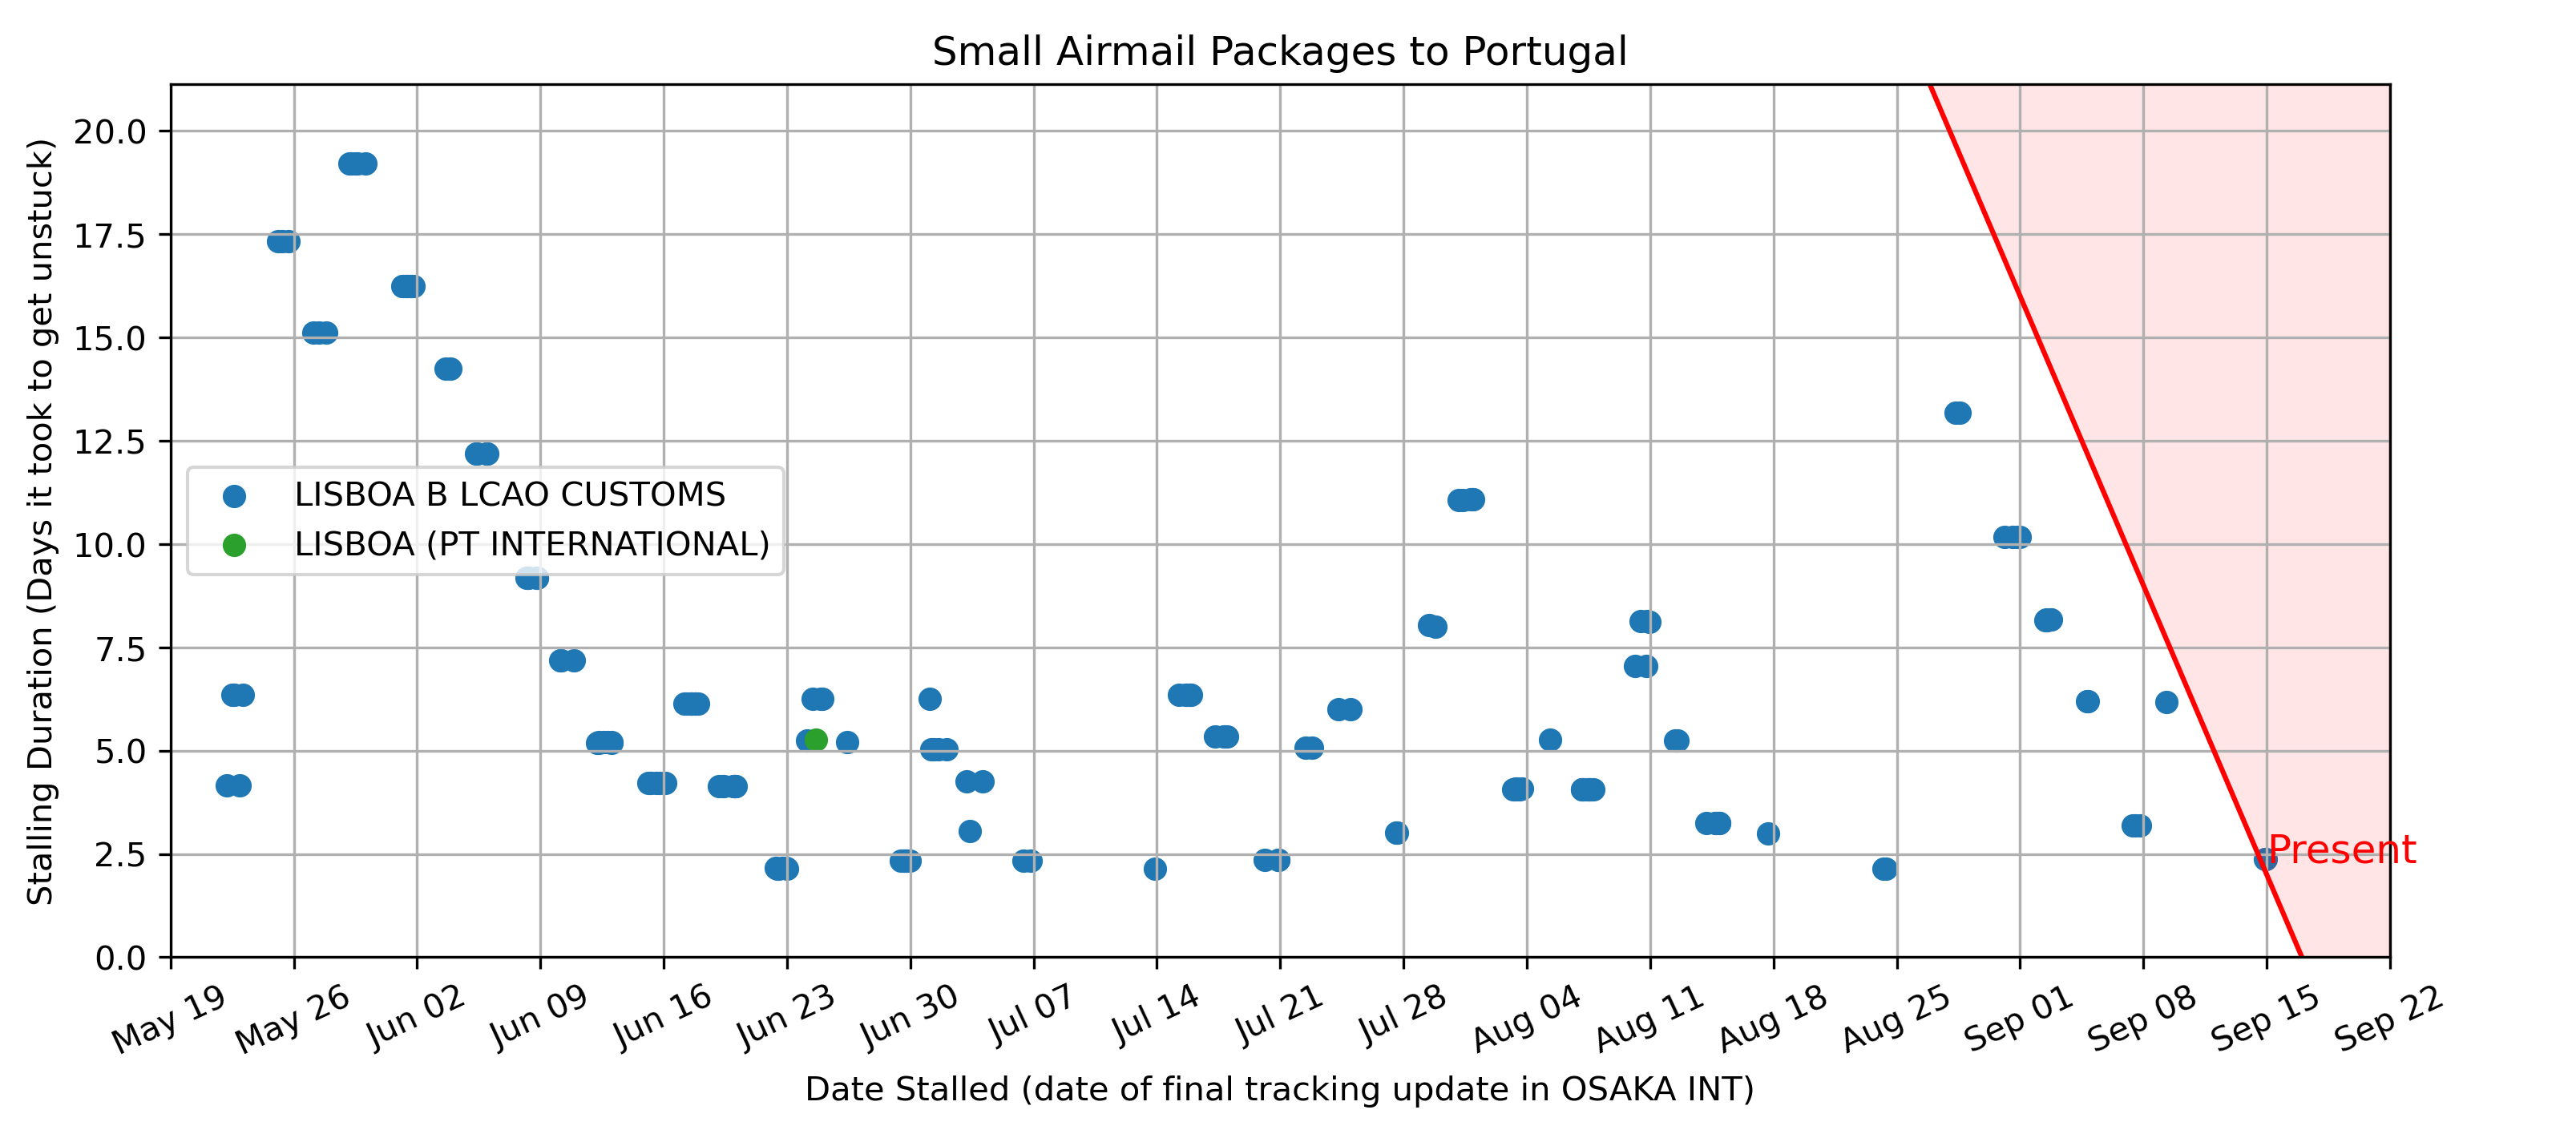 Small Airmail Packages to Portugal
Stalling Duration (Days it took to get unstuck)
20.0
17.5
15.0
12.5
10.0
7.5
5.0
2.5
0.0
LISBOA B LCAO CUSTOMS
LISBOA (PT INTERNATIONAL)
Present
May 19
May 26
Jun 02
Jun 09
Jun 16
Jun 23
Jun 30
Jul 07
Jul 14
Jul 21
Jul 28
Aug 04
Aug 11
Aug 18
Aug 25
Sep 01
Sep 08
Sep 15
Sep 22
Date Stalled (date of final tracking update in OSAKA INT)